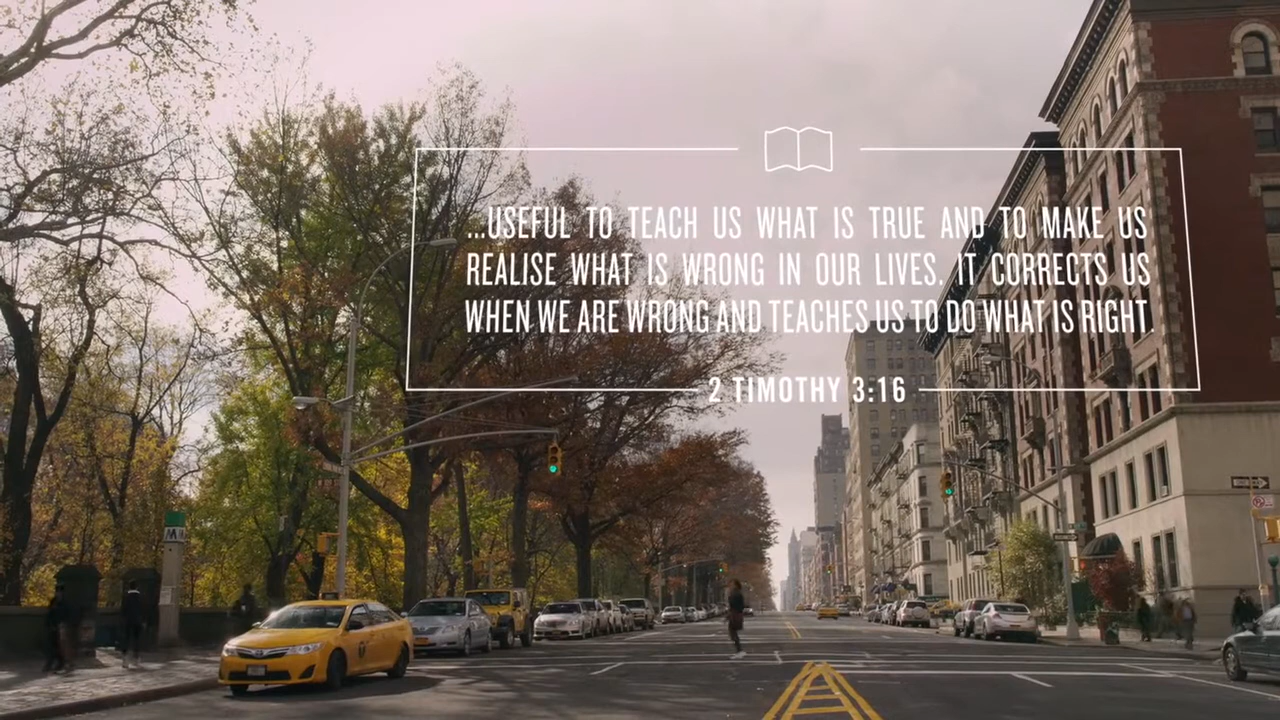 ...USEFUL TO TEACH US WHAT IS TRUE AND TO MAKE US
REALISE WHAT IS WRONG IN OUR LIVES. IT CORRECTS US
WHEN WE ARE WRONG AND TEACHES US TO DO WHAT IS RIGHT.
2 TIMOTHY 3:16